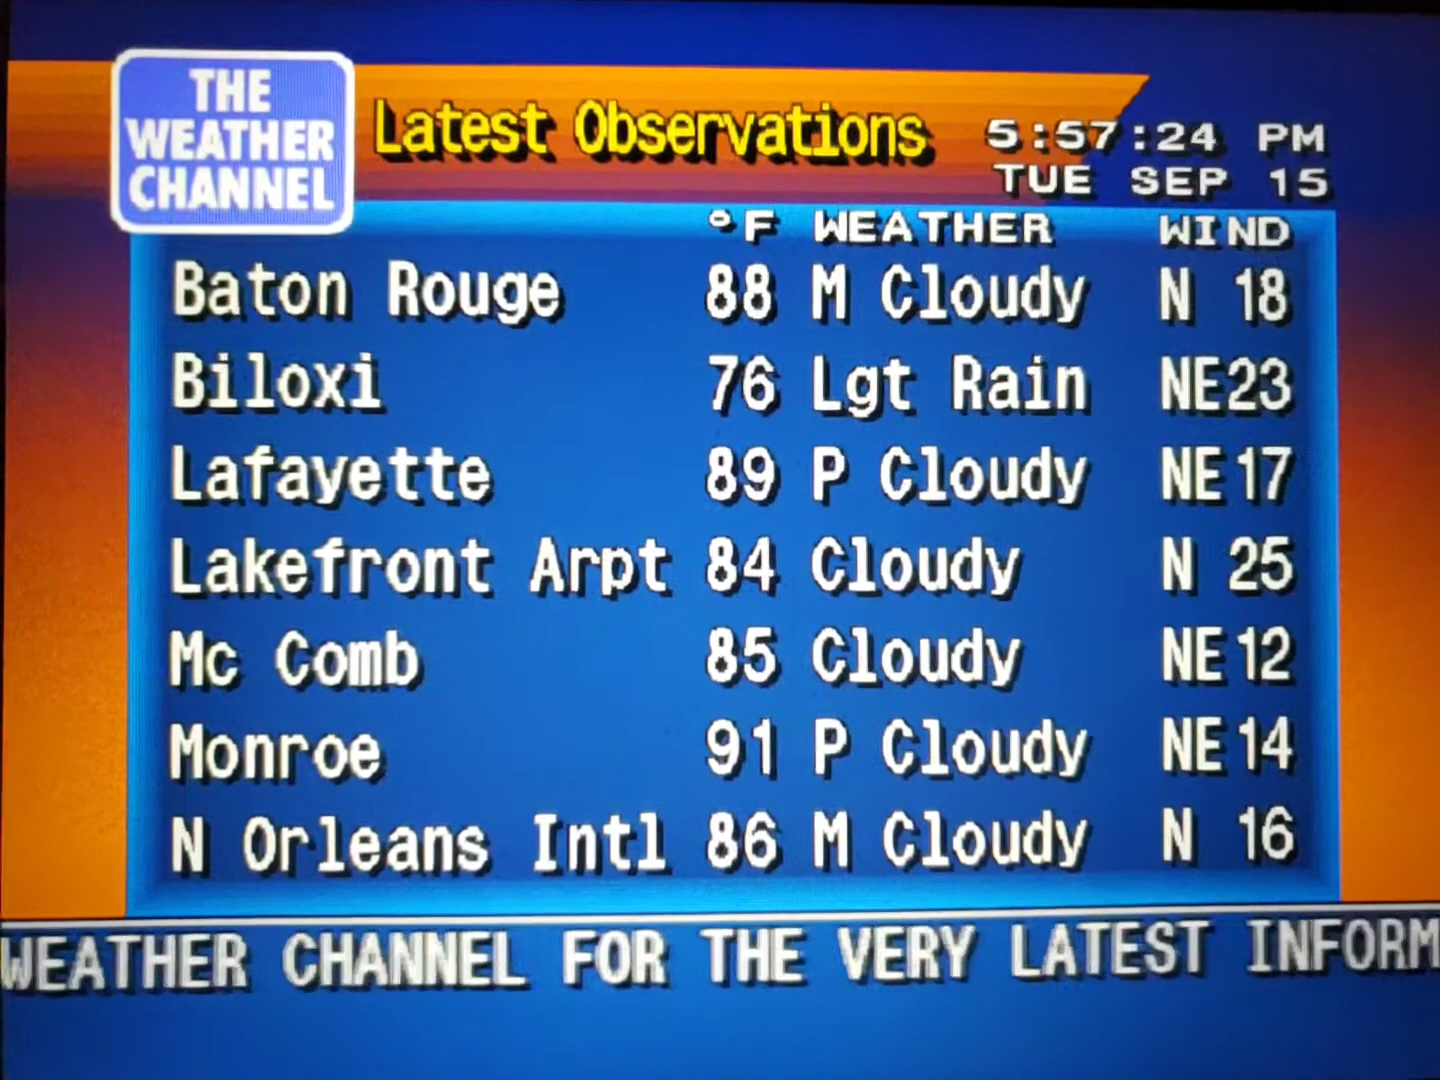 THE
WEATHER
CHANNEL
Latest Observations
5:57:24 PM
TUE SEP 15
°F WEATHER WIND
Baton Rouge 88 M Cloudy N 18
Biloxi 76 Lgt Rain NE23
Lafayette 89 P Cloudy NE17
Lakefront Arpt 84 Cloudy N 25
Mc Comb 85 Cloudy NE12
Monroe 91 P Cloudy NE14
N Orleans Intl 86 M Cloudy N 16
WEATHER CHANNEL FOR THE VERY LATEST INFORM